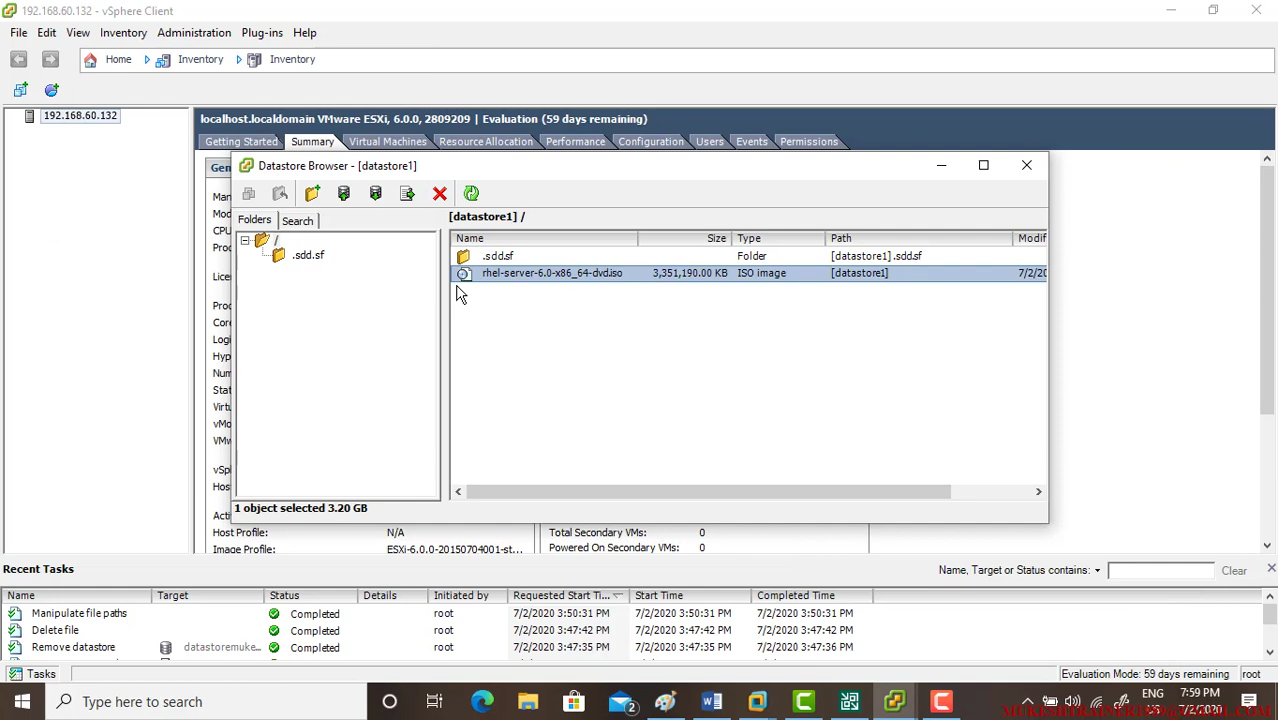 192.168.60.132 - vSphere Client
File Edit View Inventory Administration Plug-ins Help
Home Inventory Inventory
192.168.60.132
localhost.localdomain VMware ESXi, 6.0.0, 2809209 | Evaluation (59 days remaining)
Getting Started Summary Virtual Machines Resource Allocation Performance Configuration Users Events Permissions
Datastore Browser - [datastore1]
Folders Search
[datastore1] /
Name Size Type Path Modif
/
.sdd.sf
.sdd.sf Folder [datastore1] .sdd.sf
rhel-server-6.0-x86_64-dvd.iso 3,351,190.00 KB ISO image [datastore1] 7/2/20
1 object selected 3.20 GB
Host Profile: N/A
Image Profile: ESXi-6.0.0-20150704001-st...
Total Secondary VMs: 0
Powered On Secondary VMs: 0
Recent Tasks
Name, Target or Status contains: Clear
Name Target Status Details Initiated by Requested Start Ti... Start Time Completed Time
Manipulate file paths Completed root 7/2/2020 3:50:31 PM 7/2/2020 3:50:31 PM 7/2/2020 3:50:31 PM
Delete file Completed root 7/2/2020 3:47:42 PM 7/2/2020 3:47:42 PM 7/2/2020 3:47:42 PM
Remove datastore datastoremuke... Completed root 7/2/2020 3:47:35 PM 7/2/2020 3:47:35 PM 7/2/2020 3:47:36 PM
Tasks
Evaluation Mode: 59 days remaining root
Type here to search
2
ENG
US
7:59 PM
7/2/2020